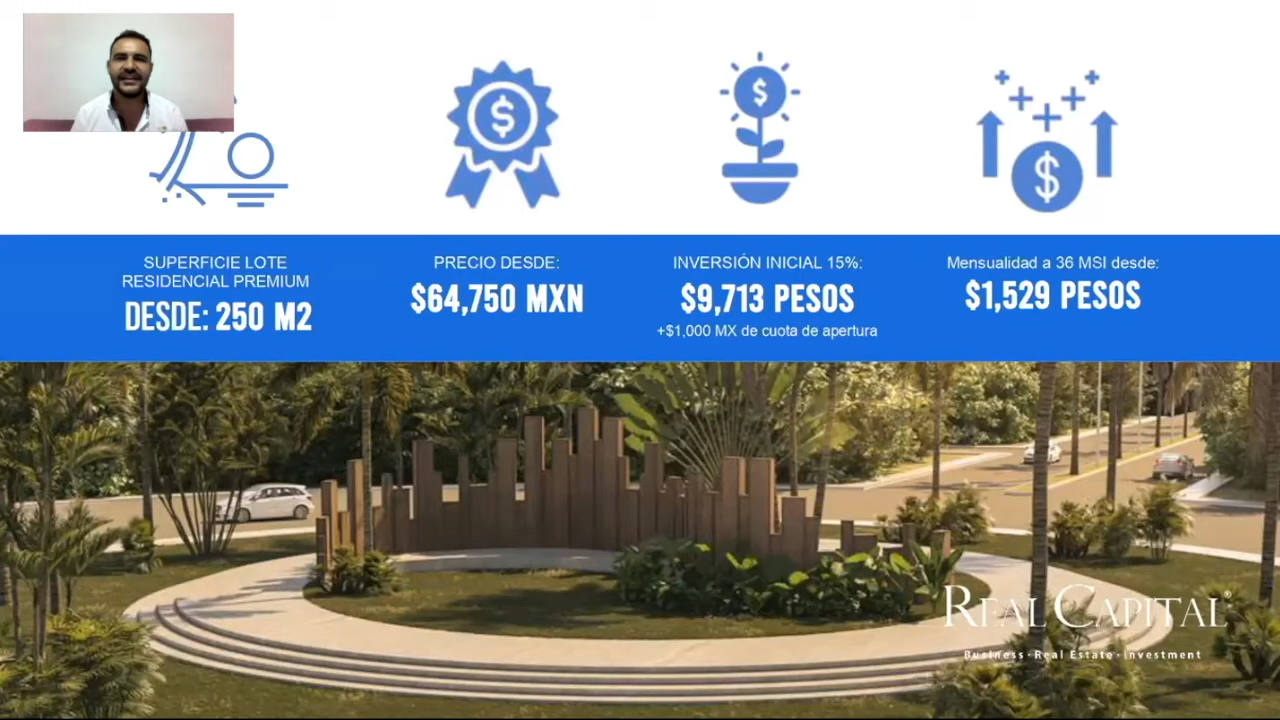 SUPERFICIE LOTE
RESIDENCIAL PREMIUM
DESDE: 250 M2
PRECIO DESDE:
$64,750 MXN
INVERSIÓN INICIAL 15%:
$9,713 PESOS
+$1,000 MX de cuota de apertura
Mensualidad a 36 MSI desde:
$1,529 PESOS
REAL CAPITAL®
Business · Real Estate · Investment